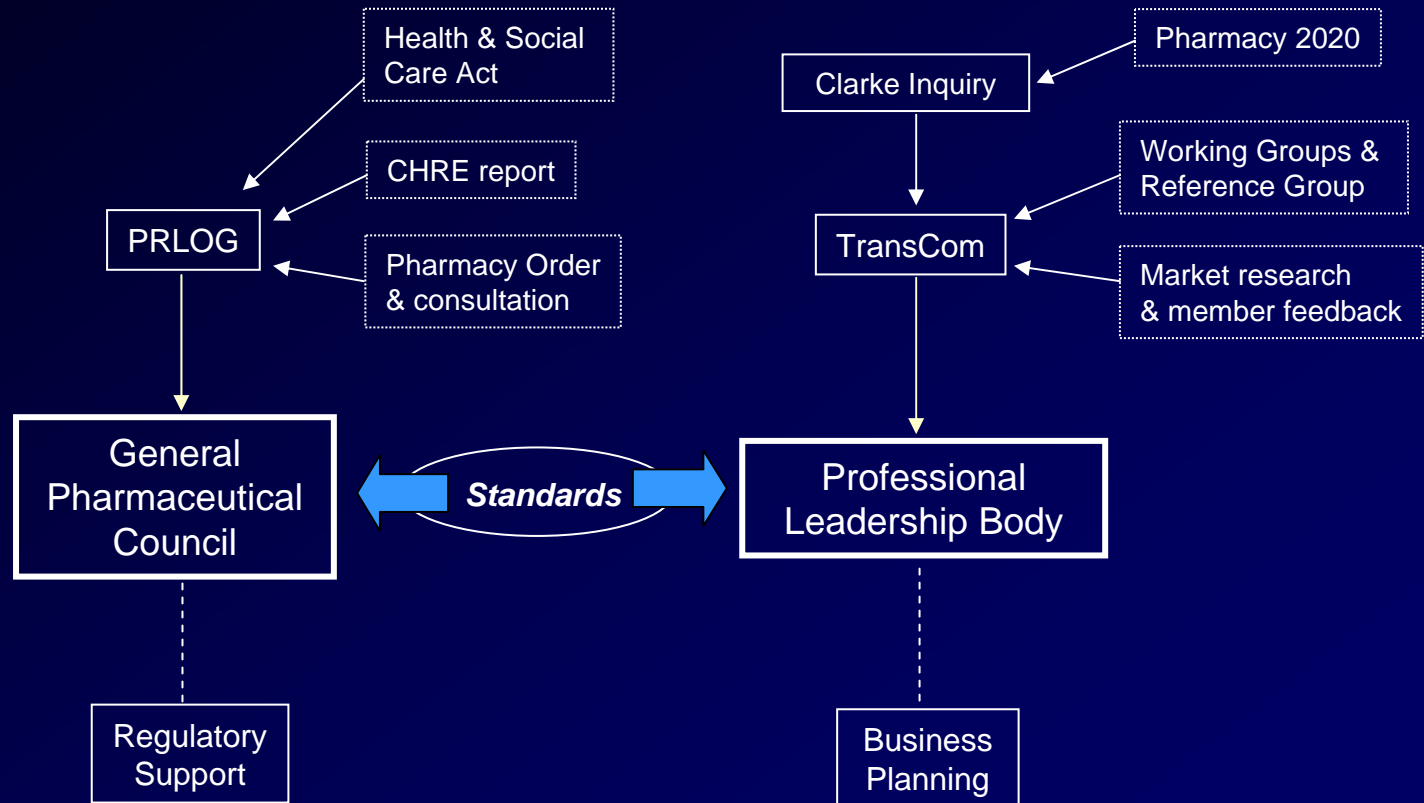 Health & Social
Care Act
Pharmacy 2020
Clarke Inquiry
CHRE report
Working Groups &
Reference Group
PRLOG
TransCom
Pharmacy Order
& consultation
Market research
& member feedback
General
Pharmaceutical
Council
Standards
Professional
Leadership Body
Regulatory
Support
Business
Planning